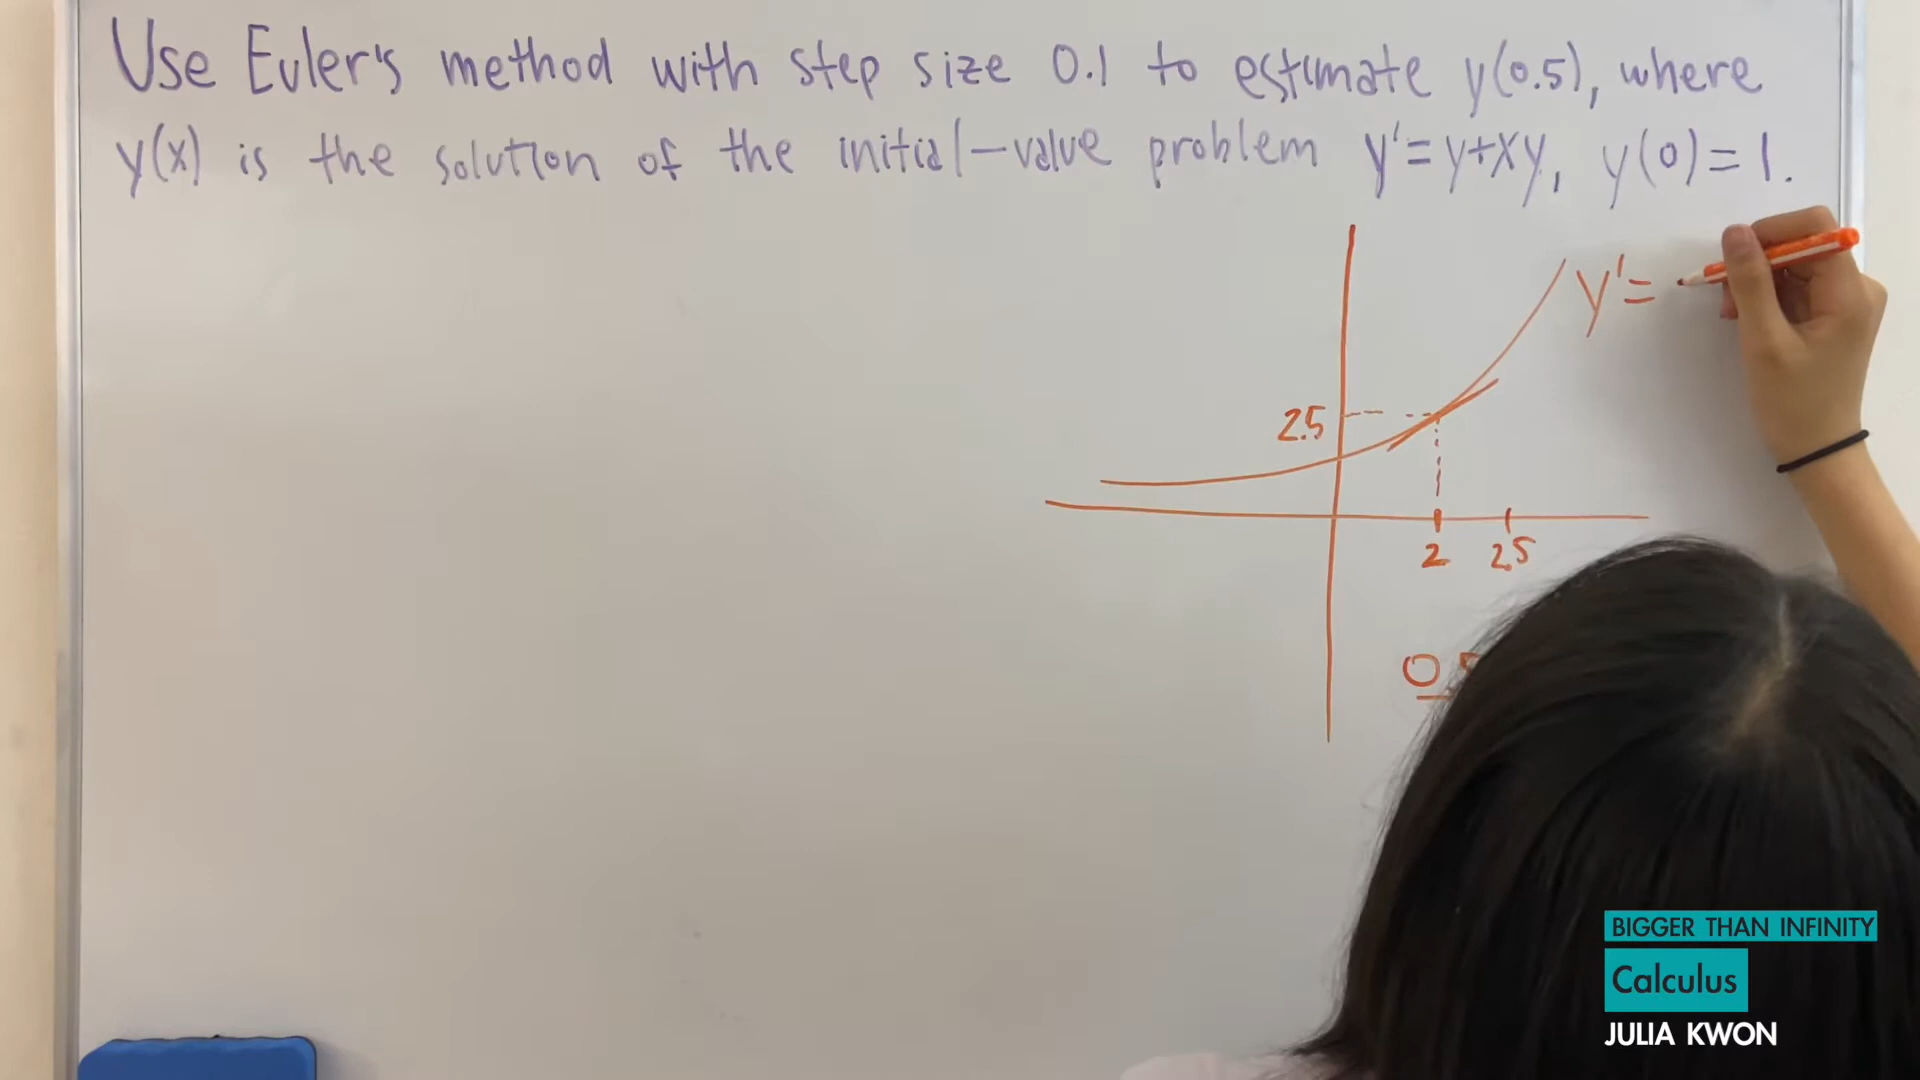 Use Euler's method with step size 0.1 to estimate y(0.5), where
y(x) is the solution of the initial-value problem y'=y+xy, y(0)=1.
y'=
2.5
2 2.5
BIGGER THAN INFINITY
Calculus
JULIA KWON